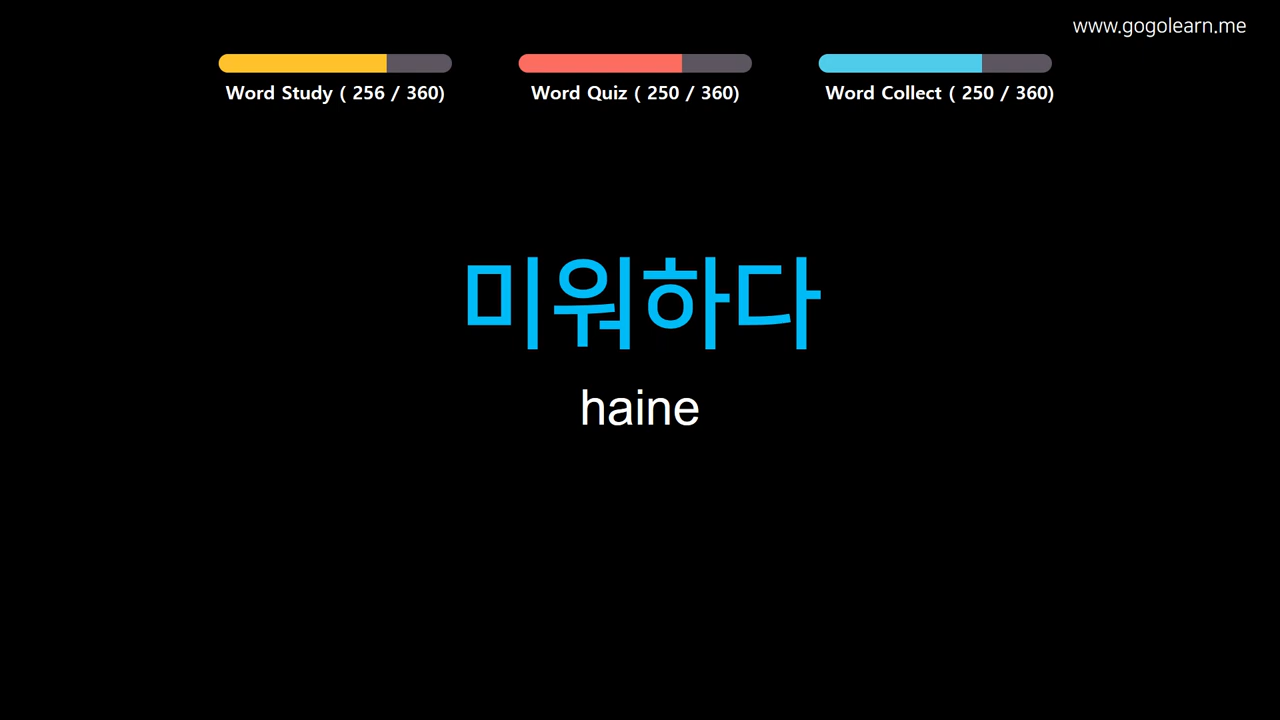 www.gogolearn.me
Word Study ( 256 / 360)
Word Quiz ( 250 / 360)
Word Collect ( 250 / 360)
미워하다
haine